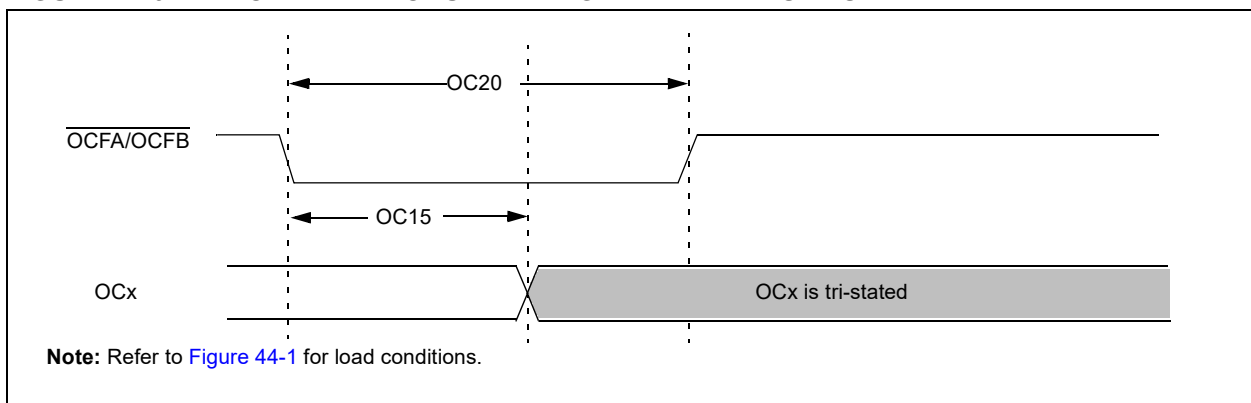 OC20
OCFA/OCFB
OC15
OCx
OCx is tri-stated
Note: Refer to Figure 44-1 for load conditions.